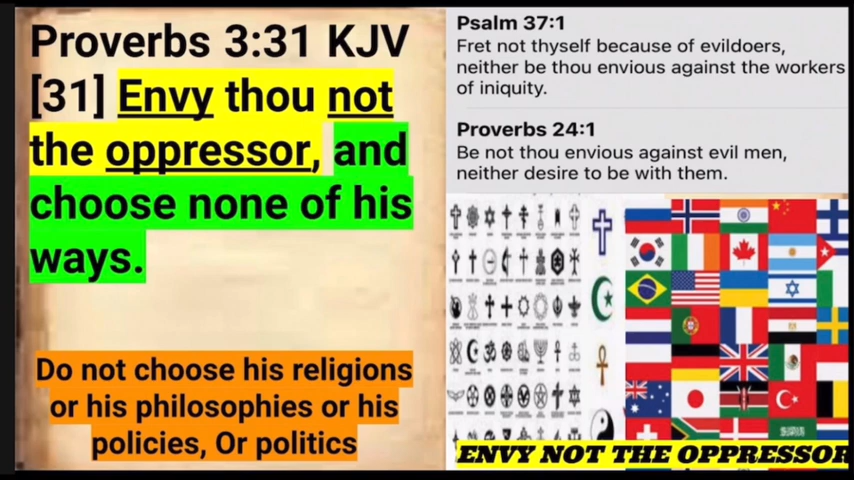 Proverbs 3:31 KJV
[31] Envy thou not
the oppressor, and
choose none of his
ways.
Do not choose his religions
or his philosophies or his
policies, Or politics
Psalm 37:1
Fret not thyself because of evildoers,
neither be thou envious against the workers
of iniquity.
Proverbs 24:1
Be not thou envious against evil men,
neither desire to be with them.
ENVY NOT THE OPPRESSOR